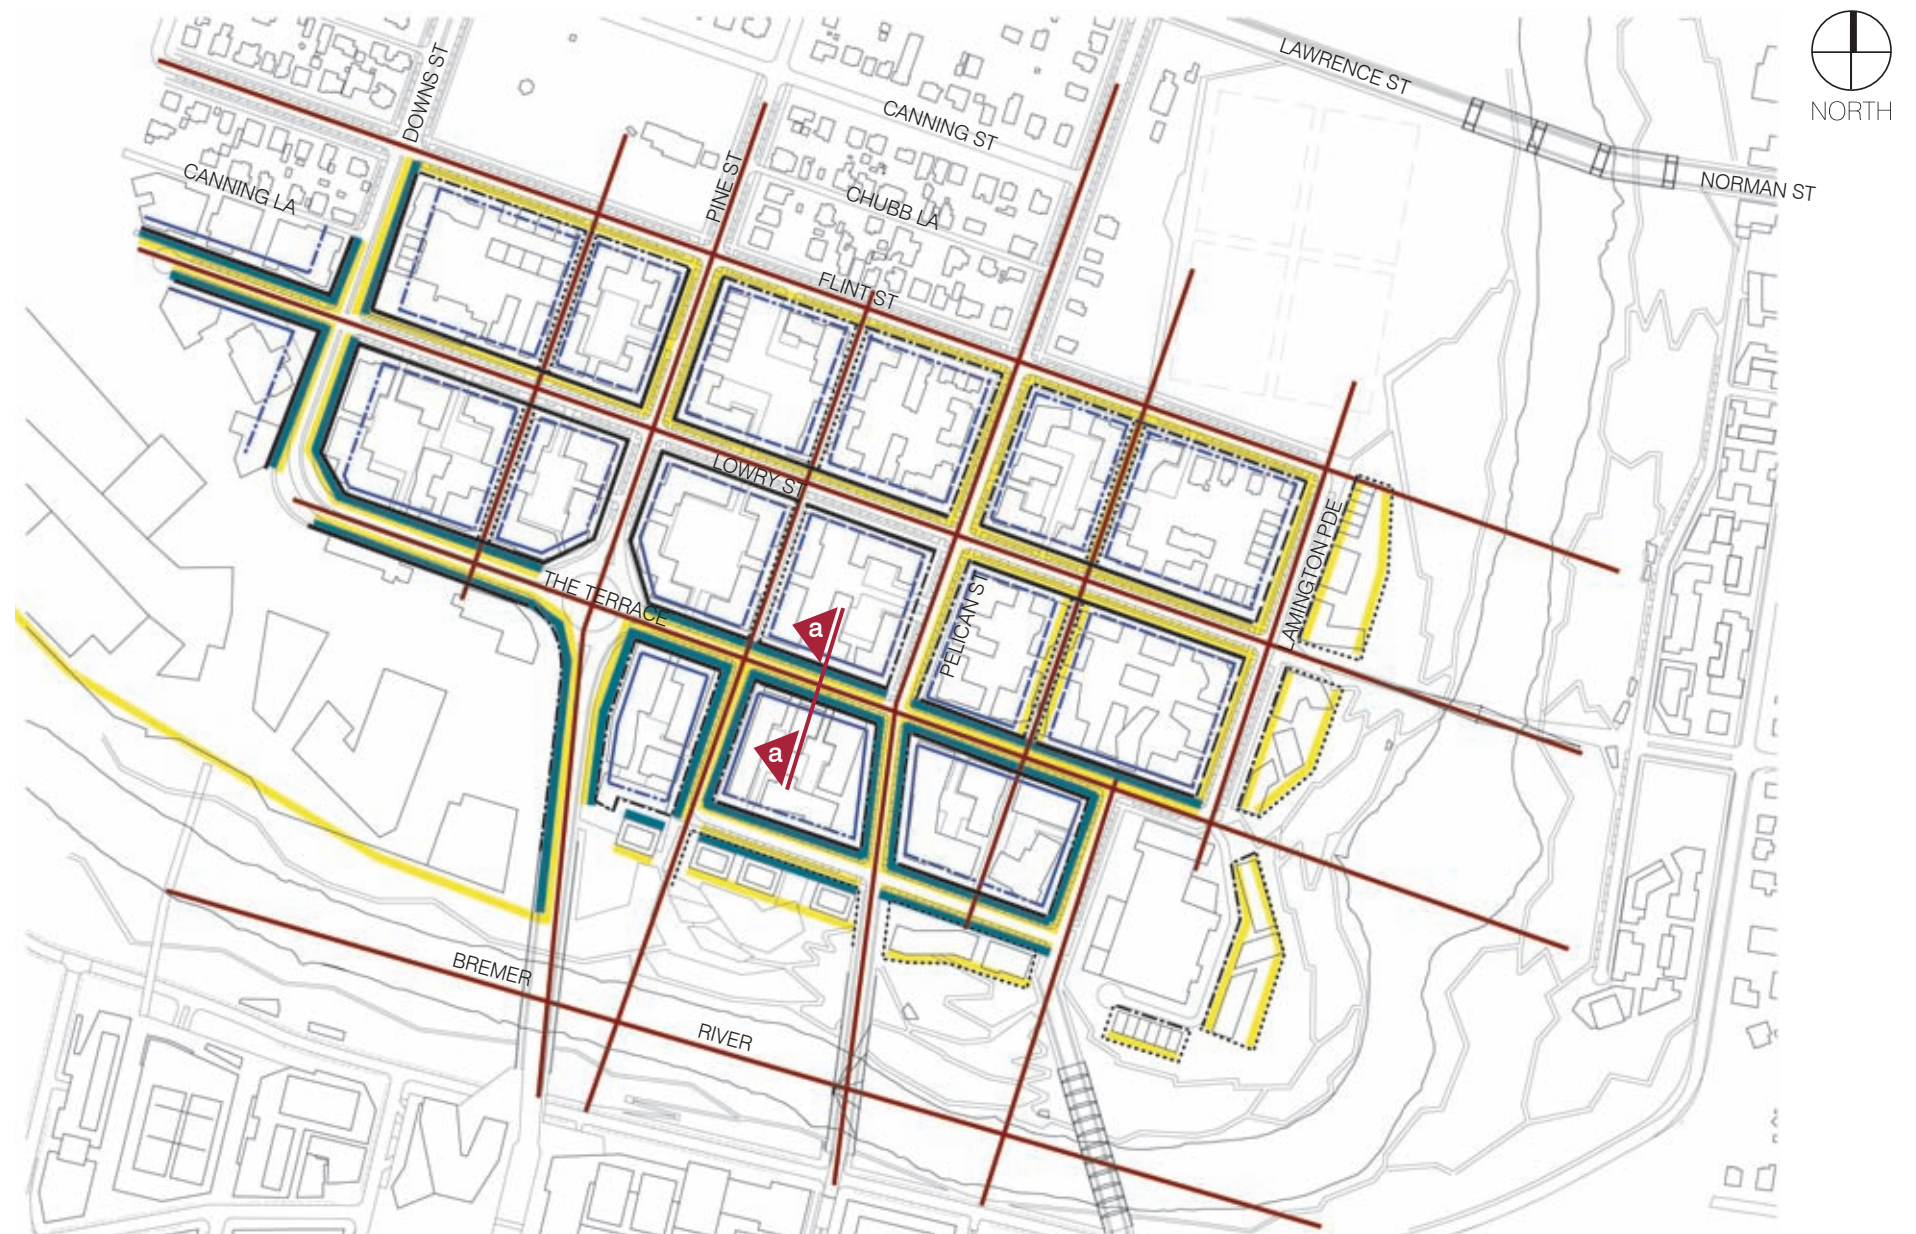 LAWRENCE ST
NORTH
DOWNS ST
CANNING ST
PINE ST
NORMAN ST
CANNING LA
CHUBB LA
FLINT ST
LOWRY ST
LAMINGTON PDE
THE TERRACE
PELICAN ST
a
a
BREMER
RIVER